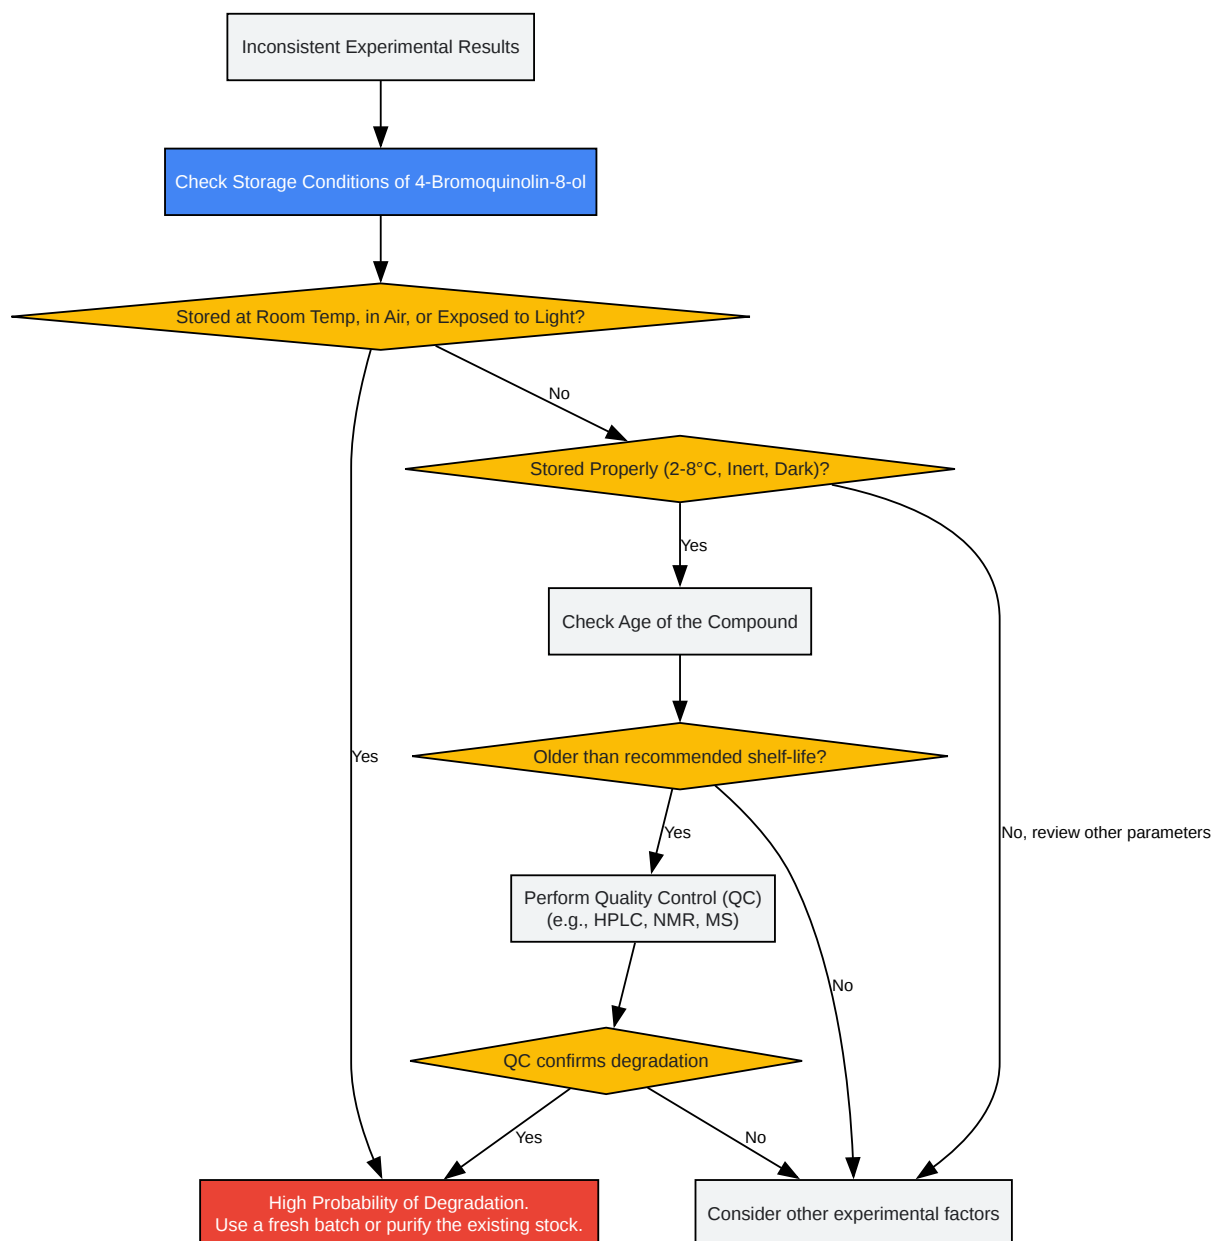 Inconsistent Experimental Results
Check Storage Conditions of 4-Bromoquinolin-8-ol
Stored at Room Temp, in Air, or Exposed to Light?
No
Stored Properly (2-8°C, Inert, Dark)?
Yes
Check Age of the Compound
Yes
Older than recommended shelf-life?
Yes
No, review other parameters
Perform Quality Control (QC)
(e.g., HPLC, NMR, MS)
No
QC confirms degradation
Yes
No
High Probability of Degradation.
Use a fresh batch or purify the existing stock.
Consider other experimental factors